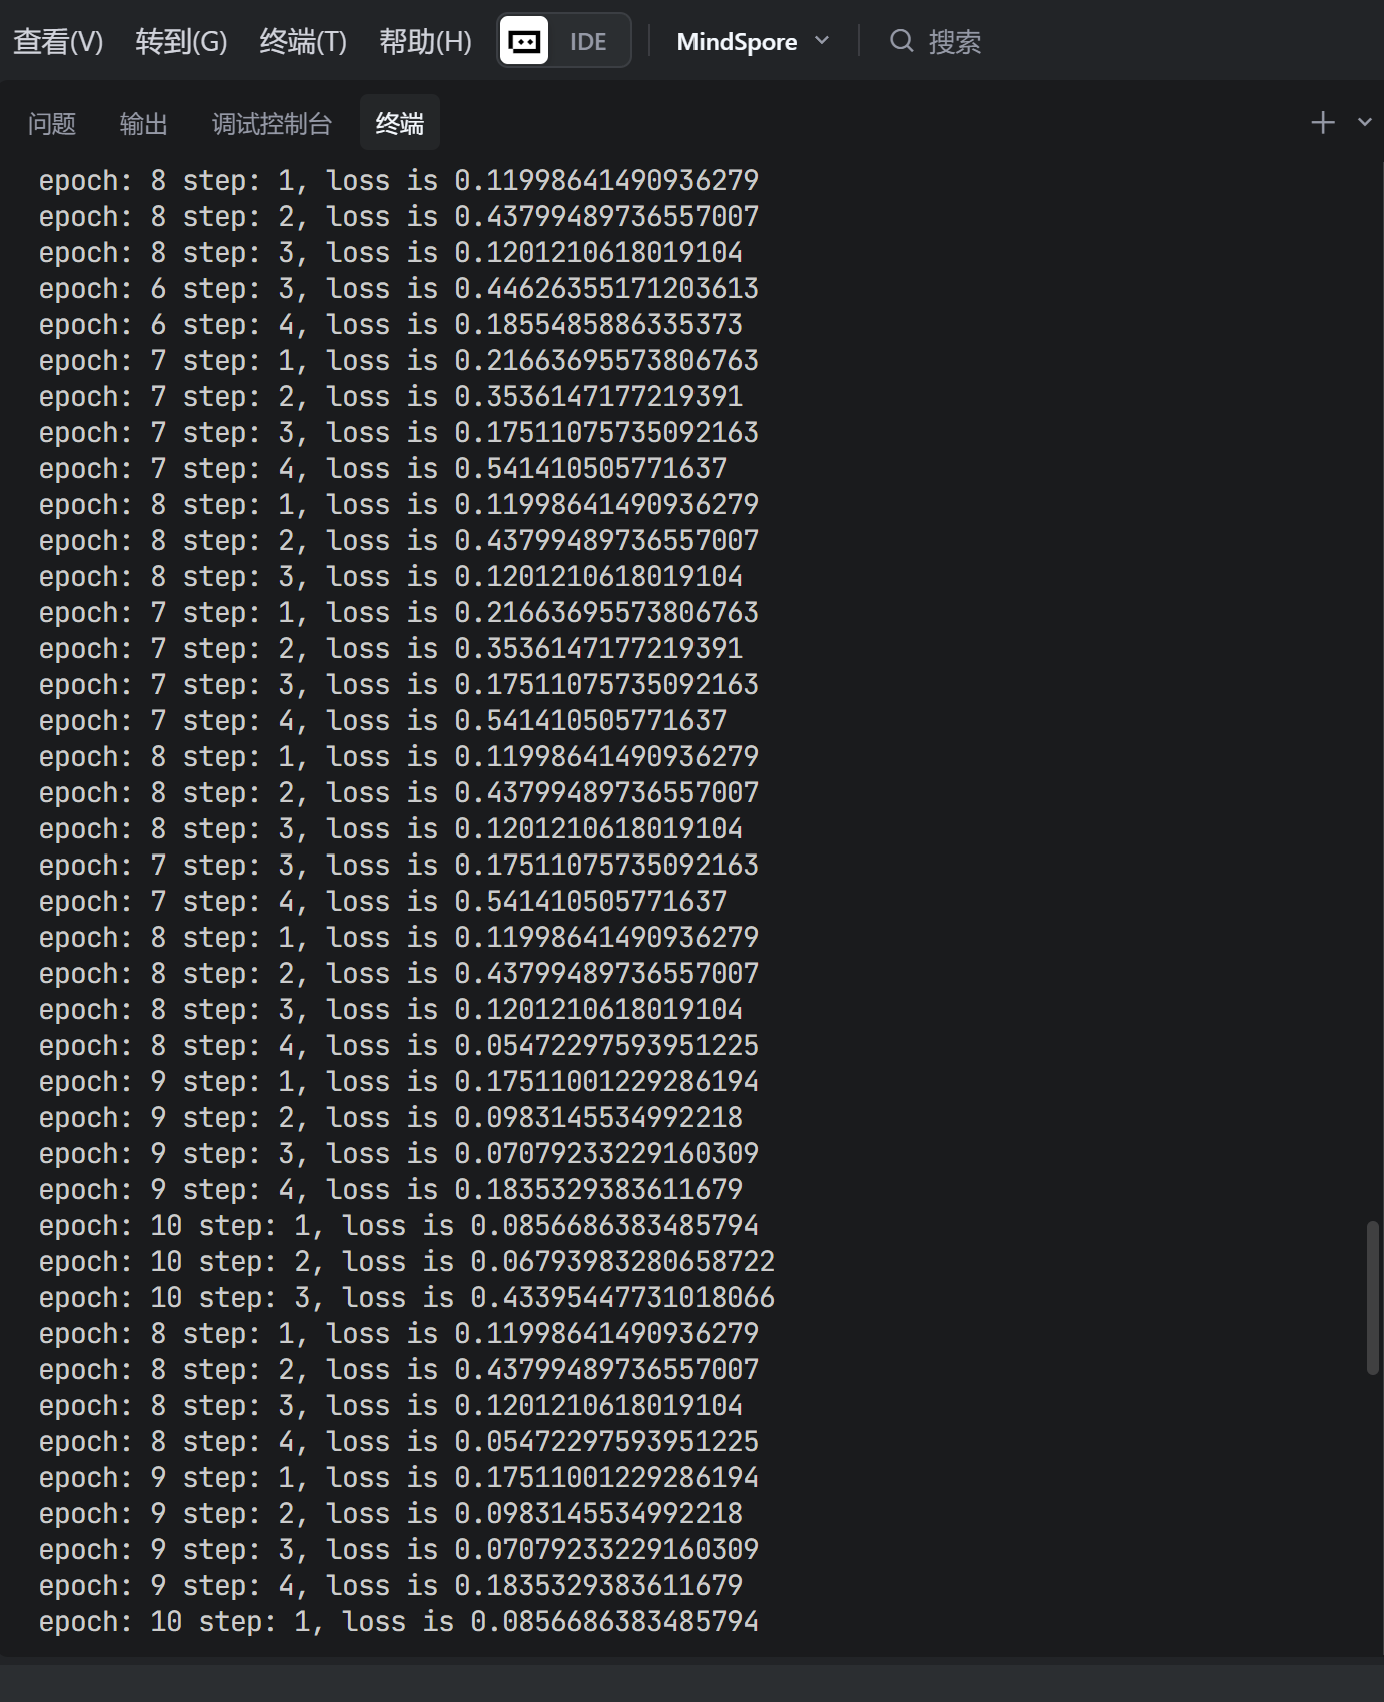 查看(V) 转到(G) 终端(T) 帮助(H) IDE MindSpore 搜索
问题 输出 调试控制台 终端
epoch: 8 step: 1, loss is 0.11998641490936279
epoch: 8 step: 2, loss is 0.43799489736557007
epoch: 8 step: 3, loss is 0.1201210618019104
epoch: 6 step: 3, loss is 0.44626355171203613
epoch: 6 step: 4, loss is 0.1855485886335373
epoch: 7 step: 1, loss is 0.21663695573806763
epoch: 7 step: 2, loss is 0.3536147177219391
epoch: 7 step: 3, loss is 0.17511075735092163
epoch: 7 step: 4, loss is 0.541410505771637
epoch: 8 step: 1, loss is 0.11998641490936279
epoch: 8 step: 2, loss is 0.43799489736557007
epoch: 8 step: 3, loss is 0.1201210618019104
epoch: 7 step: 1, loss is 0.21663695573806763
epoch: 7 step: 2, loss is 0.3536147177219391
epoch: 7 step: 3, loss is 0.17511075735092163
epoch: 7 step: 4, loss is 0.541410505771637
epoch: 8 step: 1, loss is 0.11998641490936279
epoch: 8 step: 2, loss is 0.43799489736557007
epoch: 8 step: 3, loss is 0.1201210618019104
epoch: 7 step: 3, loss is 0.17511075735092163
epoch: 7 step: 4, loss is 0.541410505771637
epoch: 8 step: 1, loss is 0.11998641490936279
epoch: 8 step: 2, loss is 0.43799489736557007
epoch: 8 step: 3, loss is 0.1201210618019104
epoch: 8 step: 4, loss is 0.05472297593951225
epoch: 9 step: 1, loss is 0.17511001229286194
epoch: 9 step: 2, loss is 0.0983145534992218
epoch: 9 step: 3, loss is 0.07079233229160309
epoch: 9 step: 4, loss is 0.1835329383611679
epoch: 10 step: 1, loss is 0.0856686383485794
epoch: 10 step: 2, loss is 0.067939832806587​22
epoch: 10 step: 3, loss is 0.43395447731018066
epoch: 8 step: 1, loss is 0.11998641490936279
epoch: 8 step: 2, loss is 0.43799489736557007
epoch: 8 step: 3, loss is 0.1201210618019104
epoch: 8 step: 4, loss is 0.05472297593951225
epoch: 9 step: 1, loss is 0.17511001229286194
epoch: 9 step: 2, loss is 0.0983145534992218
epoch: 9 step: 3, loss is 0.07079233229160309
epoch: 9 step: 4, loss is 0.1835329383611679
epoch: 10 step: 1, loss is 0.0856686383485794